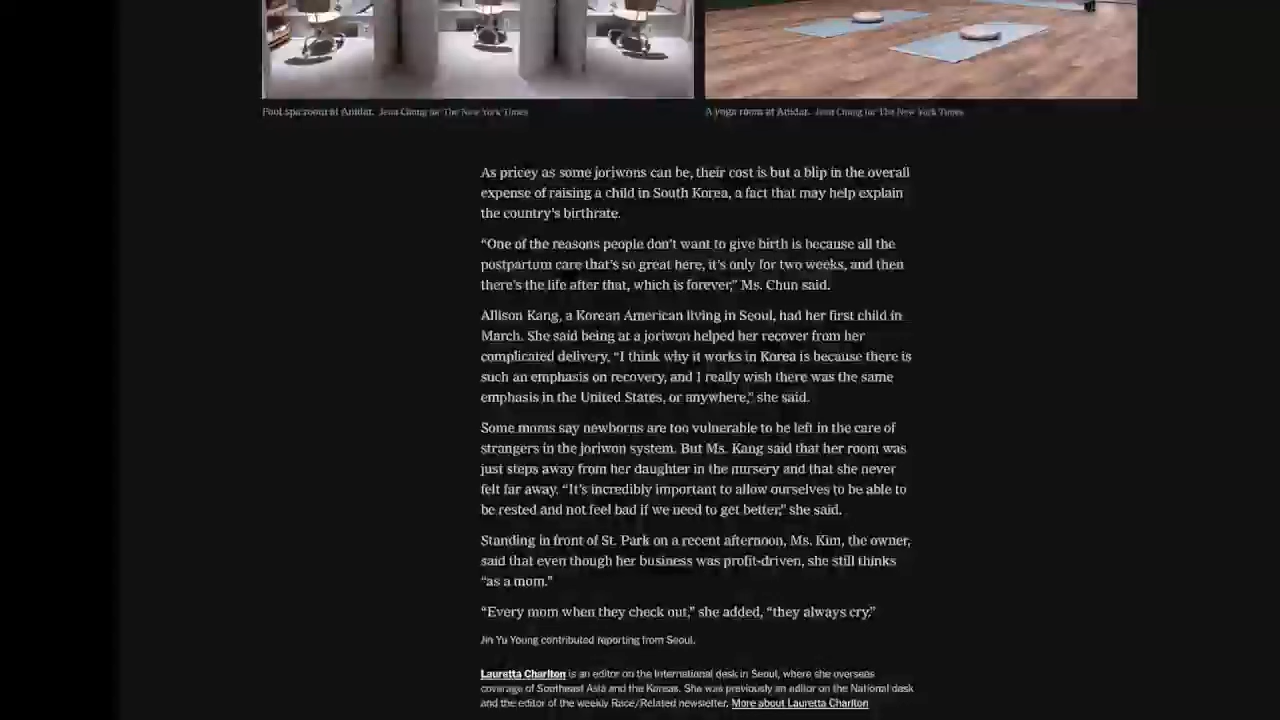 Foot-spa room at Anidar. Jean Chung for The New York Times
A yoga room at Anidar. Jean Chung for The New York Times
As pricey as some joriwons can be, their cost is but a blip in the overall
expense of raising a child in South Korea, a fact that may help explain
the country’s birthrate.
“One of the reasons people don’t want to give birth is because all the
postpartum care that’s so great here, it’s only for two weeks, and then
there’s the life after that, which is forever,” Ms. Chun said.
Allison Kang, a Korean American living in Seoul, had her first child in
March. She said being at a joriwon helped her recover from her
complicated delivery. “I think why it works in Korea is because there is
such an emphasis on recovery, and I really wish there was the same
emphasis in the United States, or anywhere,” she said.
Some moms say newborns are too vulnerable to be left in the care of
strangers in the joriwon system. But Ms. Kang said that her room was
just steps away from her daughter in the nursery and that she never
felt far away. “It’s incredibly important to allow ourselves to be able to
be rested and not feel bad if we need to get better,” she said.
Standing in front of St. Park on a recent afternoon, Ms. Kim, the owner,
said that even though her business was profit-driven, she still thinks
“as a mom.”
“Every mom when they check out,” she added, “they always cry.”
Jin Yu Young contributed reporting from Seoul.
Lauretta Charlton is an editor on the International desk in Seoul, where she oversees
coverage of Southeast Asia and the Koreas. She was previously an editor on the National desk
and the editor of the weekly Race/Related newsletter. More about Lauretta Charlton